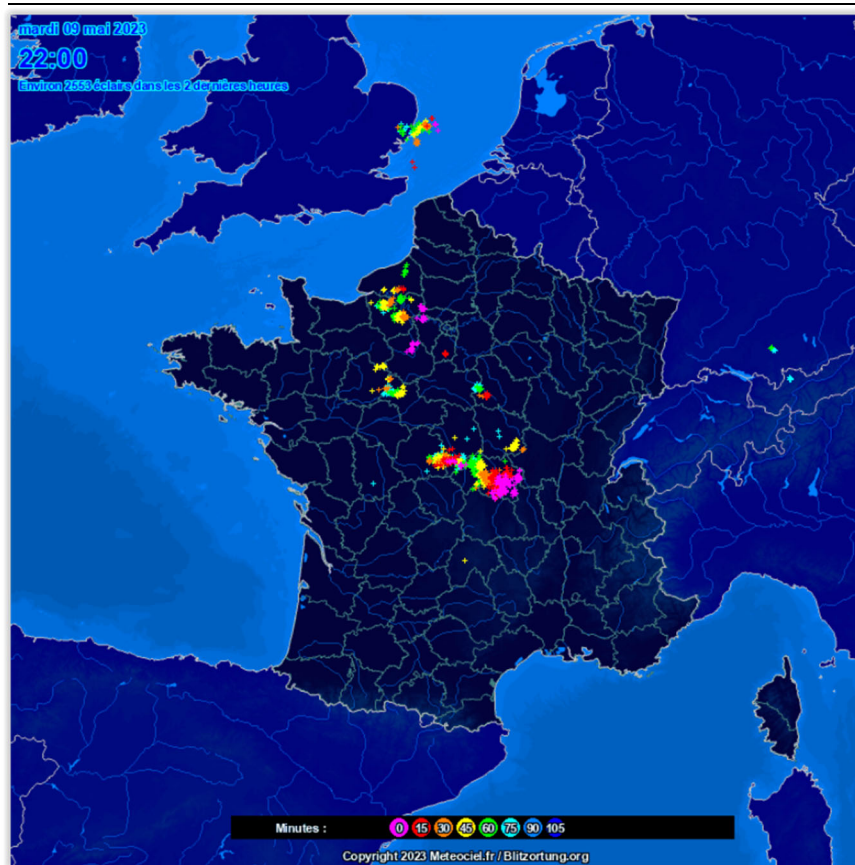 mardi 09 mai 2023
22:00
Environ 2553 éclairs dans les 2 dernières heures
Minutes : 0 15 30 45 60 75 90 105
Copyright 2023 Meteociel.fr / Blitzortung.org